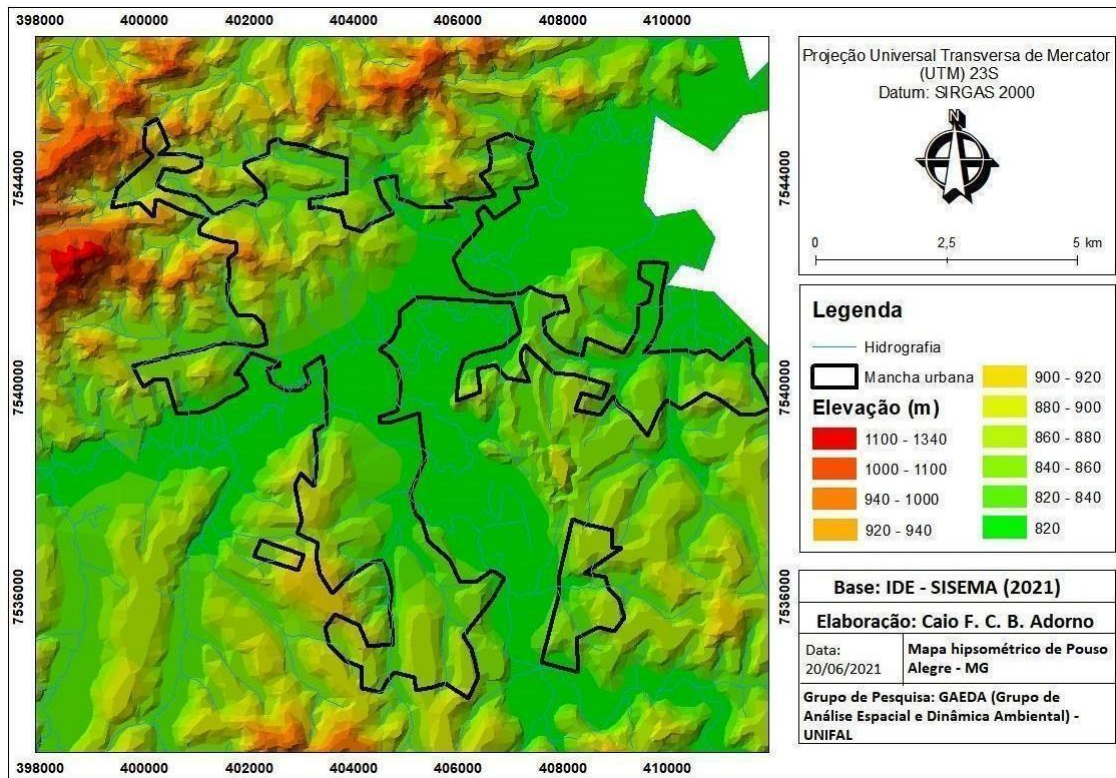 398000 400000 402000 404000 406000 408000 410000
7544000 7544000
7540000 7540000
7536000 7536000
398000 400000 402000 404000 406000 408000 410000
Projeção Universal Transversa de Mercator
(UTM) 23S
Datum: SIRGAS 2000
N
0 2,5 5 km
Legenda
Hidrografia
Mancha urbana
Elevação (m)
1100 - 1340
1000 - 1100
940 - 1000
920 - 940
900 - 920
880 - 900
860 - 880
840 - 860
820 - 840
820
Base: IDE - SISEMA (2021)
Elaboração: Caio F. C. B. Adorno
Data:
20/06/2021
Mapa hipsométrico de Pouso
Alegre - MG
Grupo de Pesquisa: GAEDA (Grupo de
Análise Espacial e Dinâmica Ambiental) -
UNIFAL